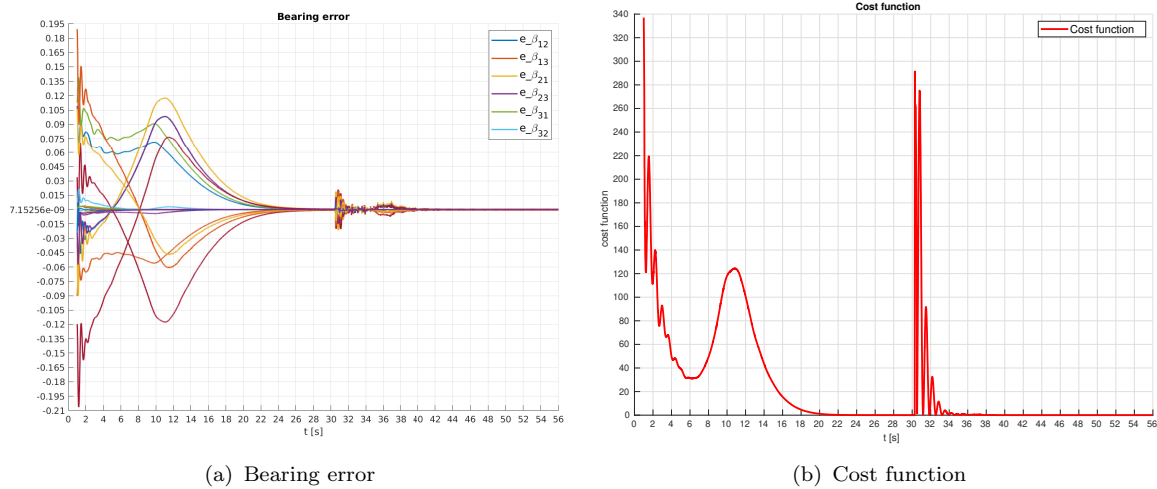 Bearing error
0.195
0.18
0.165
0.15
0.135
0.12
0.105
0.09
0.075
0.06
0.045
0.03
0.015
7.15256e-09
-0.015
-0.03
-0.045
-0.06
-0.075
-0.09
-0.105
-0.12
-0.135
-0.15
-0.165
-0.18
-0.195
-0.21
0 2 4 6 8 10 12 14 16 18 20 22 24 26 28 30 32 34 36 38 40 42 44 46 48 50 52 54 56
t [s]
e_β12
e_β13
e_β21
e_β23
e_β31
e_β32
(a) Bearing error
Cost function
340
320
300
280
260
240
220
200
180
160
140
120
100
80
60
40
20
0
cost function
0 2 4 6 8 10 12 14 16 18 20 22 24 26 28 30 32 34 36 38 40 42 44 46 48 50 52 54 56
t [s]
Cost function
(b) Cost function